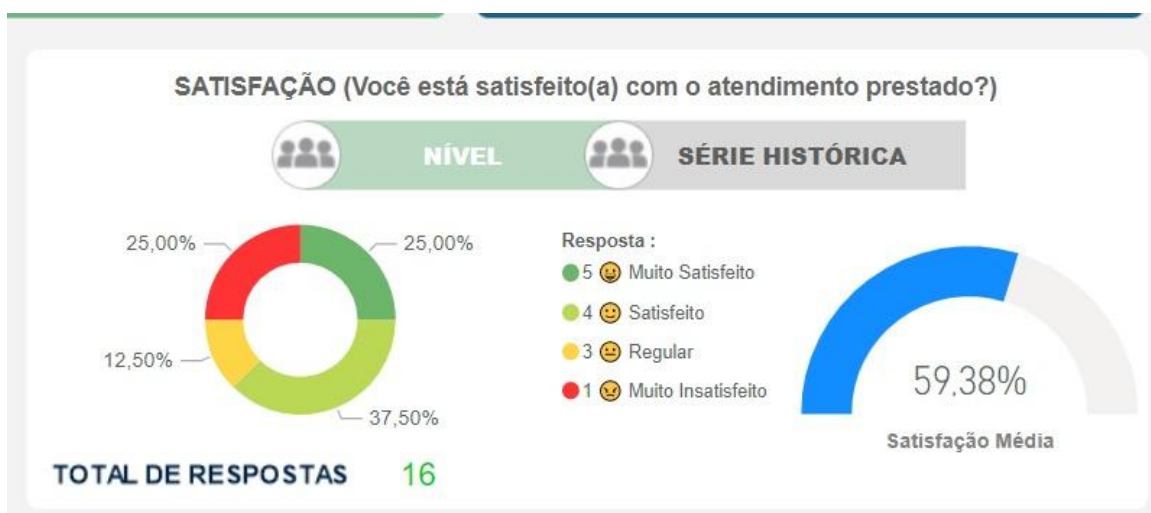 SATISFAÇÃO (Você está satisfeito(a) com o atendimento prestado?)
NÍVEL
SÉRIE HISTÓRICA
25,00%
25,00%
12,50%
37,50%
Resposta :
5 😀 Muito Satisfeito
4 🙂 Satisfeito
3 😐 Regular
1 😠 Muito Insatisfeito
59,38%
Satisfação Média
TOTAL DE RESPOSTAS 16